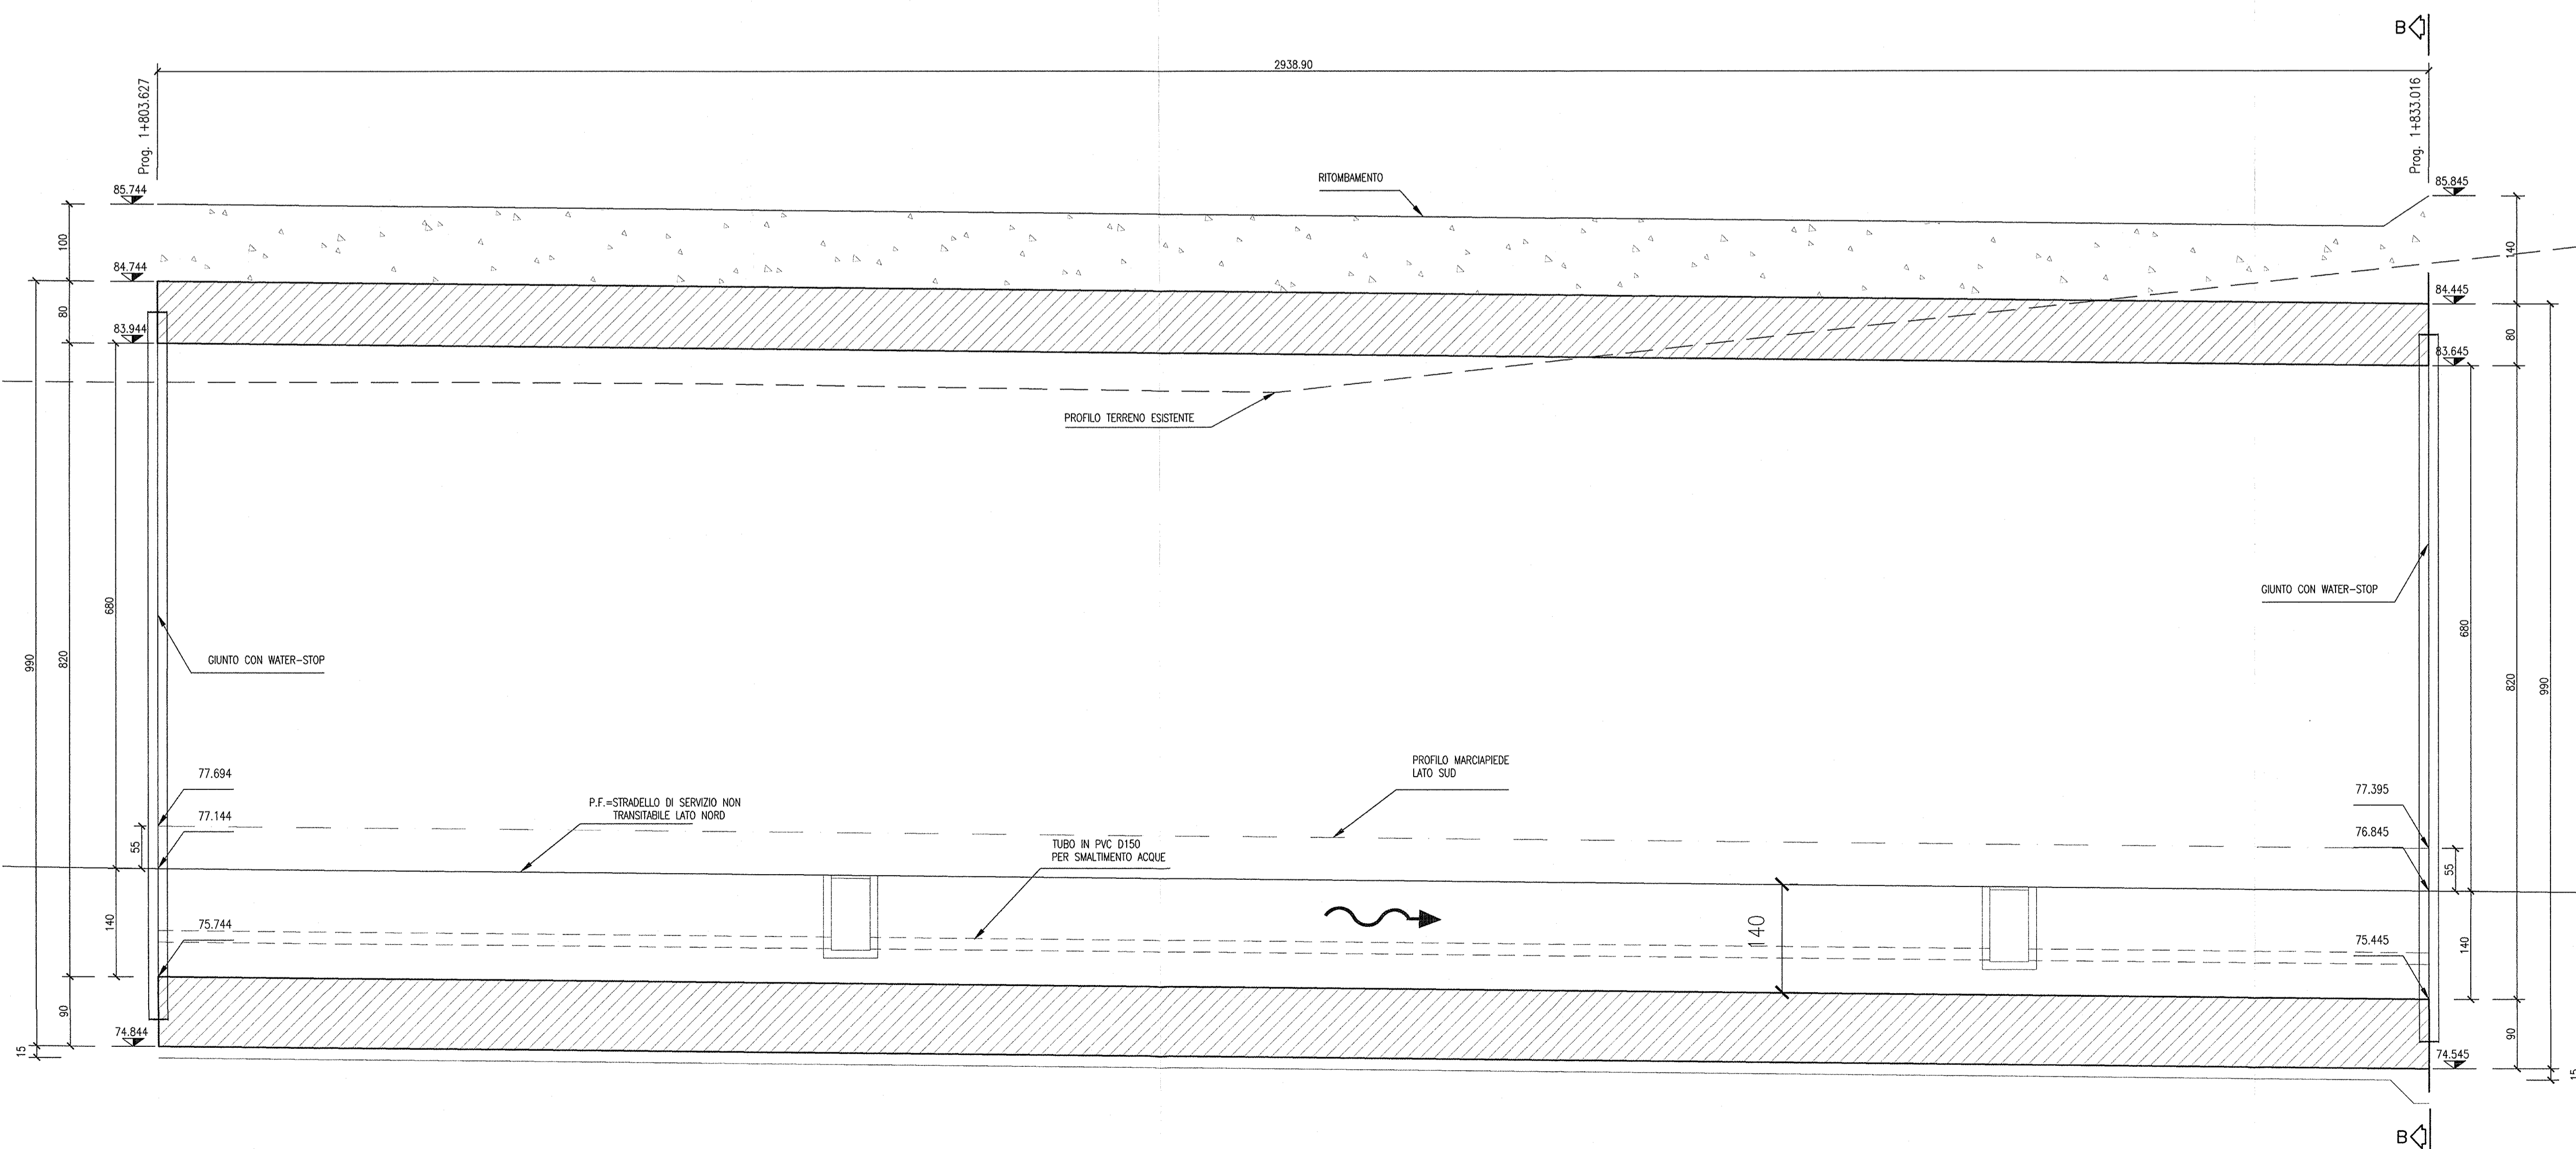 B
2938.90
Prog. 1+803.627
Prog. 1+833.016
RITOMBAMENTO
85.744
85.845
100
140
84.744
84.445
80
80
83.944
83.645
PROFILO TERRENO ESISTENTE
GIUNTO CON WATER-STOP
GIUNTO CON WATER-STOP
990
820
680
680
820
990
77.694
PROFILO MARCIAPIEDE
LATO SUD
77.395
P.F.=STRADELLO DI SERVIZIO NON
TRANSITABILE LATO NORD
77.144
76.845
55
TUBO IN PVC D150
PER SMALTIMENTO ACQUE
55
140
75.744
140
75.445
140
90
90
74.844
74.545
15
15
B